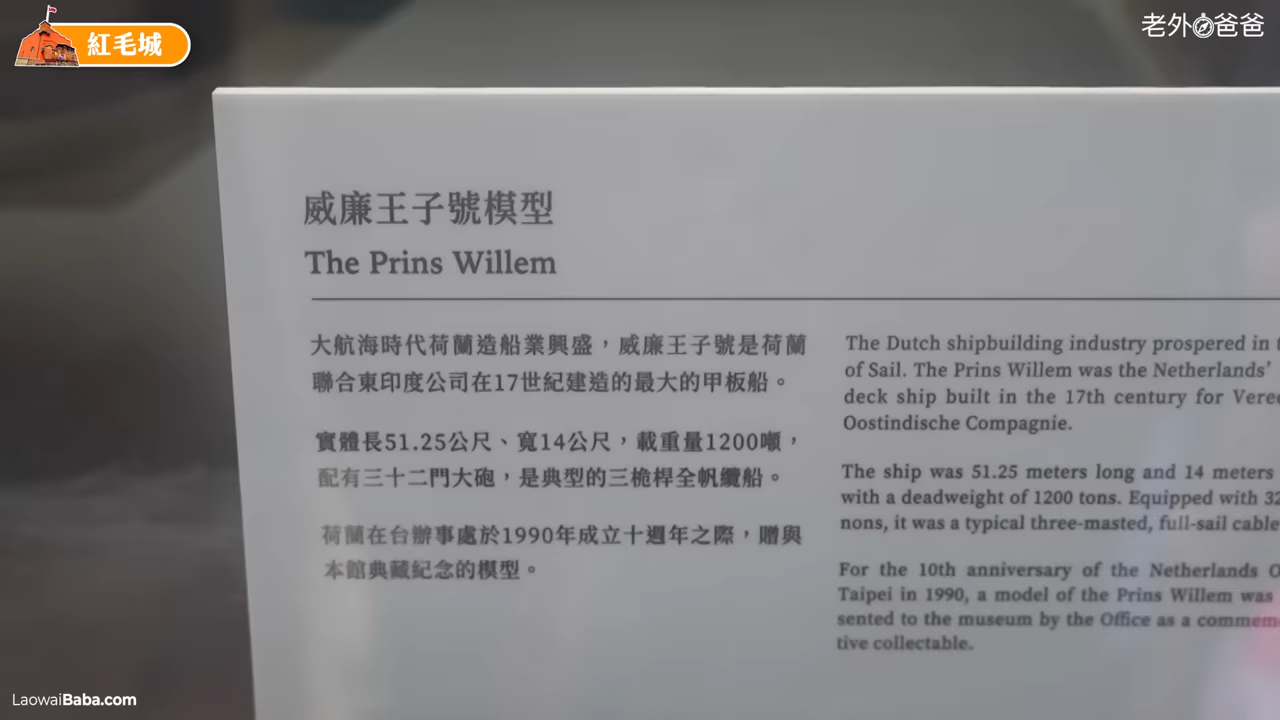 紅毛城
老外爸爸
威廉王子號模型
The Prins Willem
大航海時代荷蘭造船業興盛，威廉王子號是荷蘭
聯合東印度公司在17世紀建造的最大的甲板船。
實體長51.25公尺、寬14公尺，載重量1200噸，
配有三十二門大砲，是典型的三桅桿全帆纜船。
荷蘭在台辦事處於1990年成立十週年之際，贈與
本館典藏紀念的模型。
The Dutch shipbuilding industry prospered in
of Sail. The Prins Willem was the Netherlands'
deck ship built in the 17th century for
Oostindische Compagnie.
The ship was 51.25 meters long and 14 meters
with a deadweight of 1200 tons. Equipped with 32
nons, it was a typical three-masted, full-sail cable
For the 10th anniversary of the Netherlands
Taipei in 1990, a model of the Prins Willem was
sented to the museum by the Office as a
tive collectable.
LaowaiBaba.com